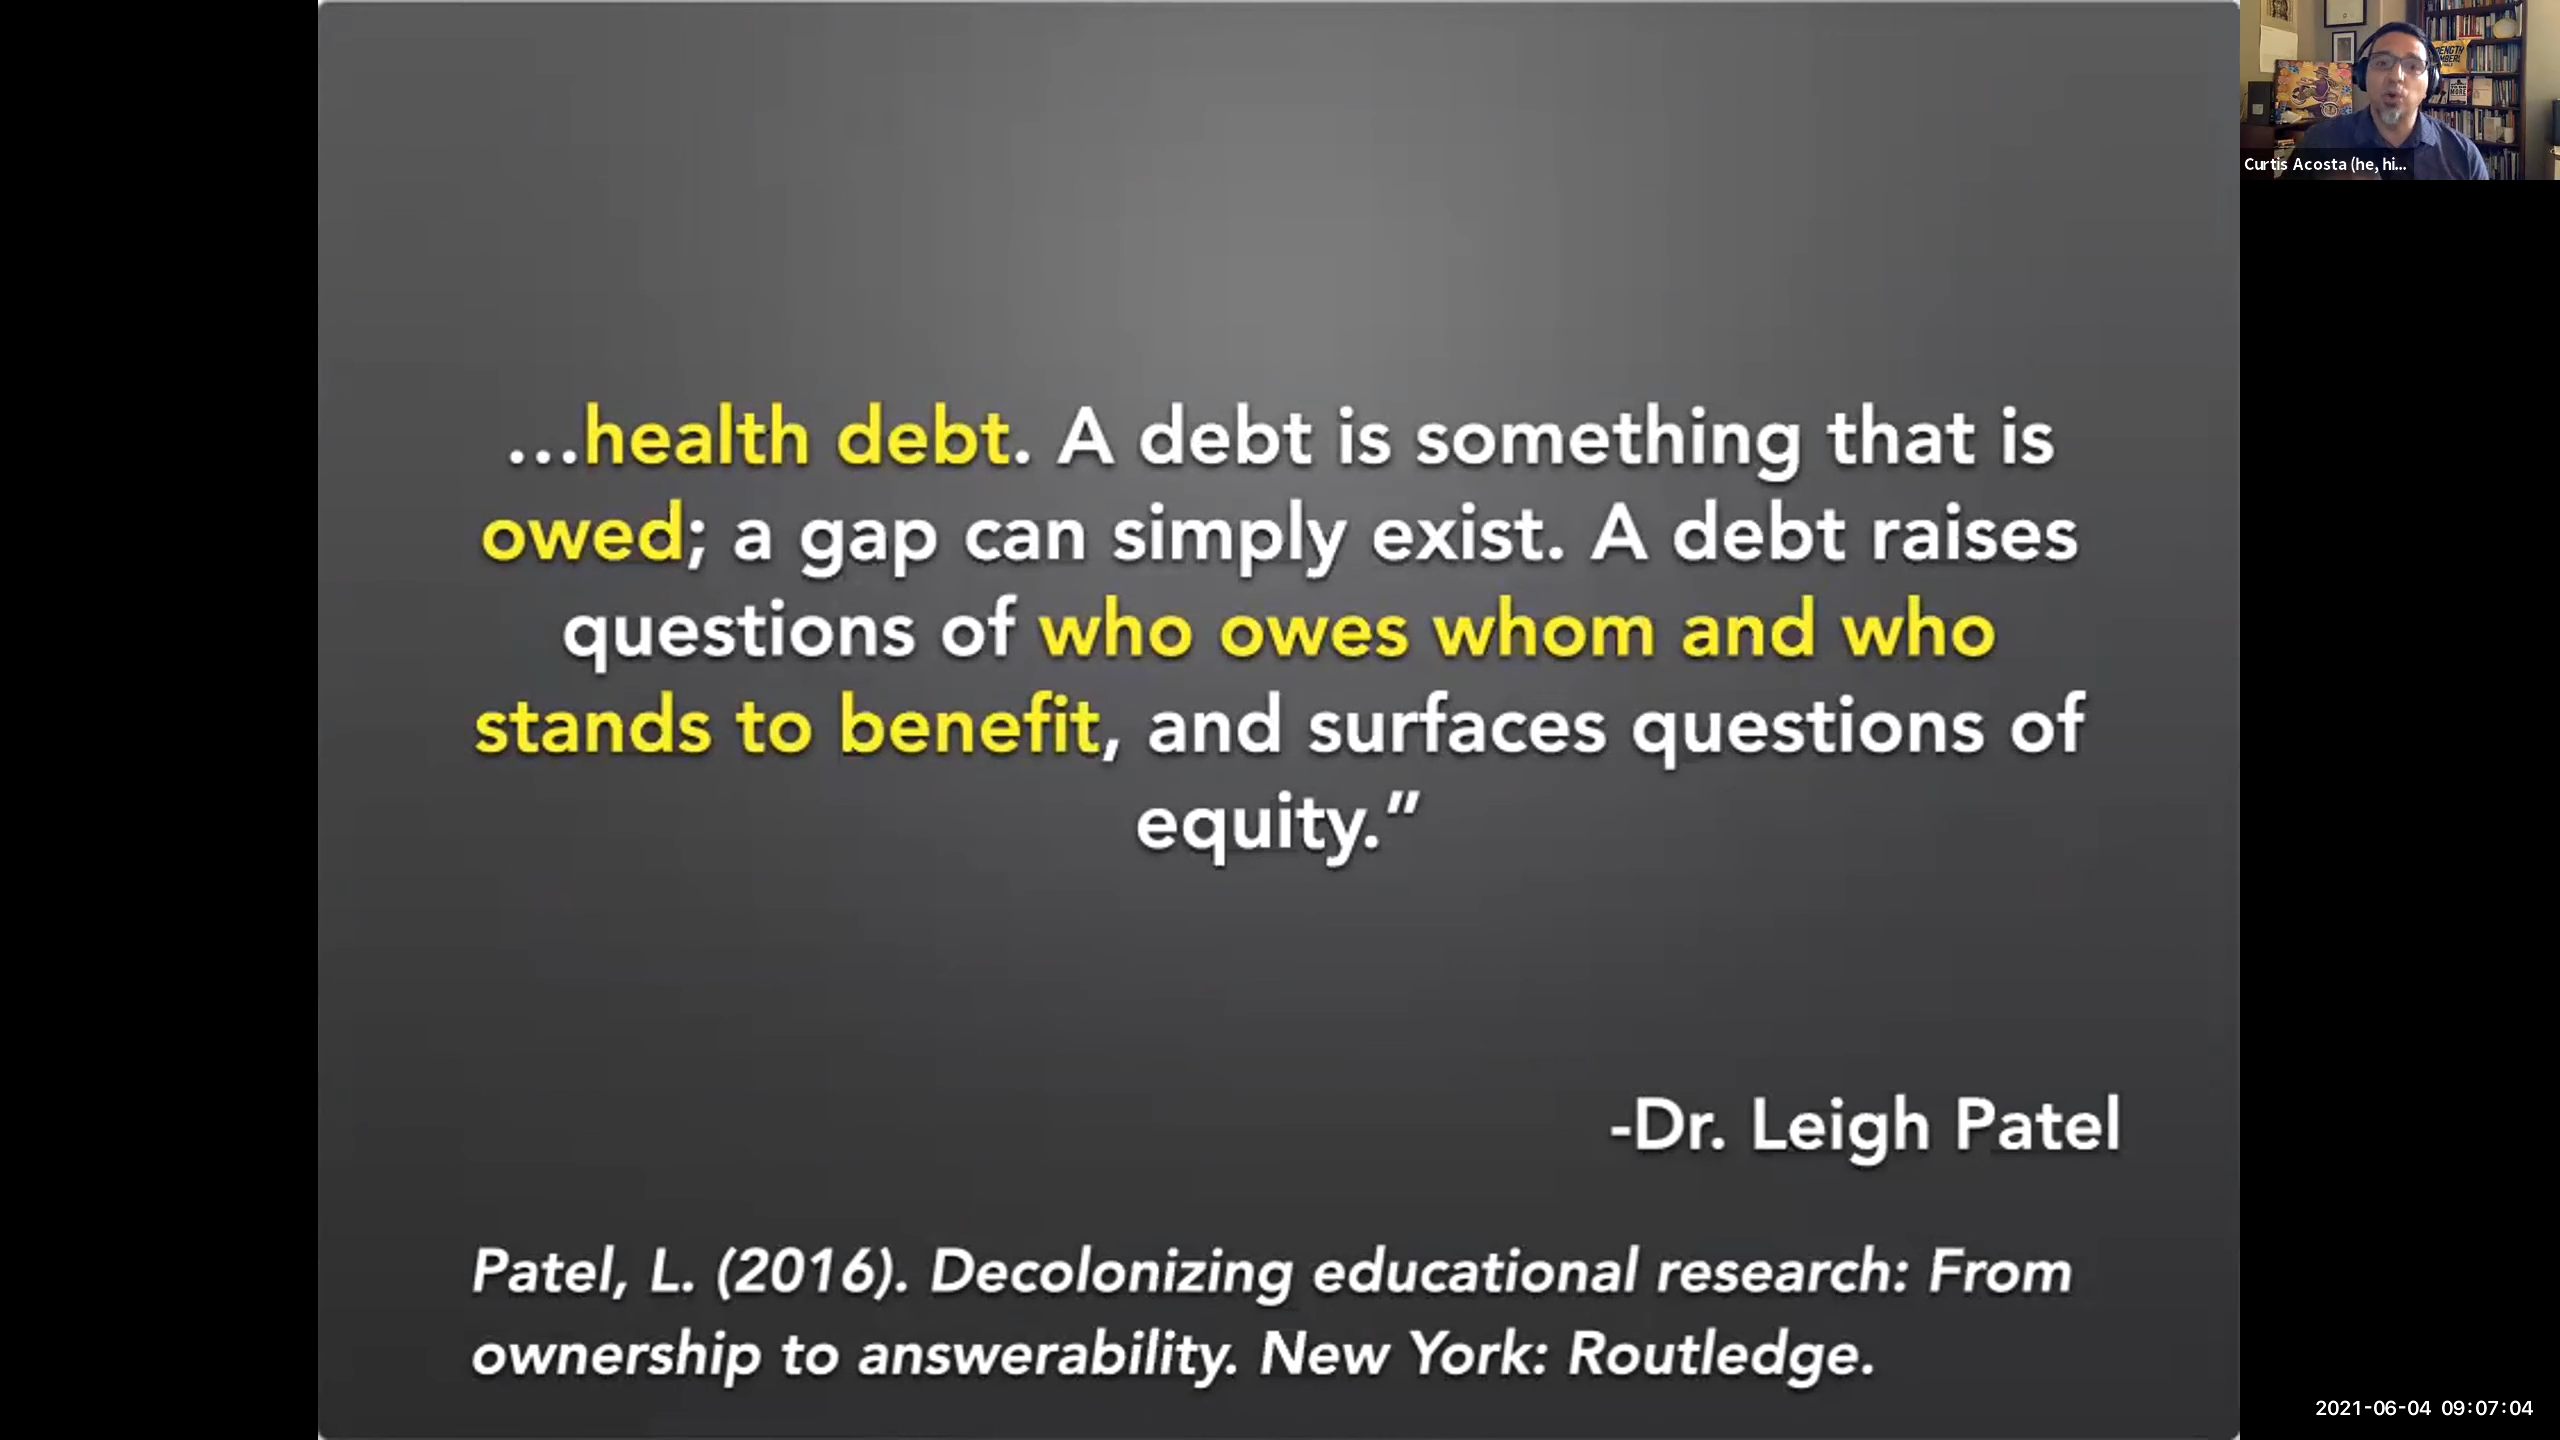 …health debt. A debt is something that is
owed; a gap can simply exist. A debt raises
questions of who owes whom and who
stands to benefit, and surfaces questions of
equity.”
-Dr. Leigh Patel
Patel, L. (2016). Decolonizing educational research: From
ownership to answerability. New York: Routledge.
Curtis Acosta (he, hi...
MORE
2021-06-04 09:07:04